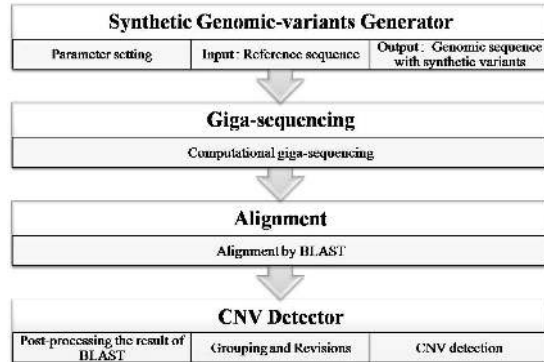 Synthetic Genomic-variants Generator
Parameter setting
Input: Reference sequence
Output: Genomic sequence
with synthetic variants
Giga-sequencing
Computational giga-sequencing
Alignment
Alignment by BLAST
CNV Detector
Post-processing the result of
BLAST
Grouping and Revisions
CNV detection